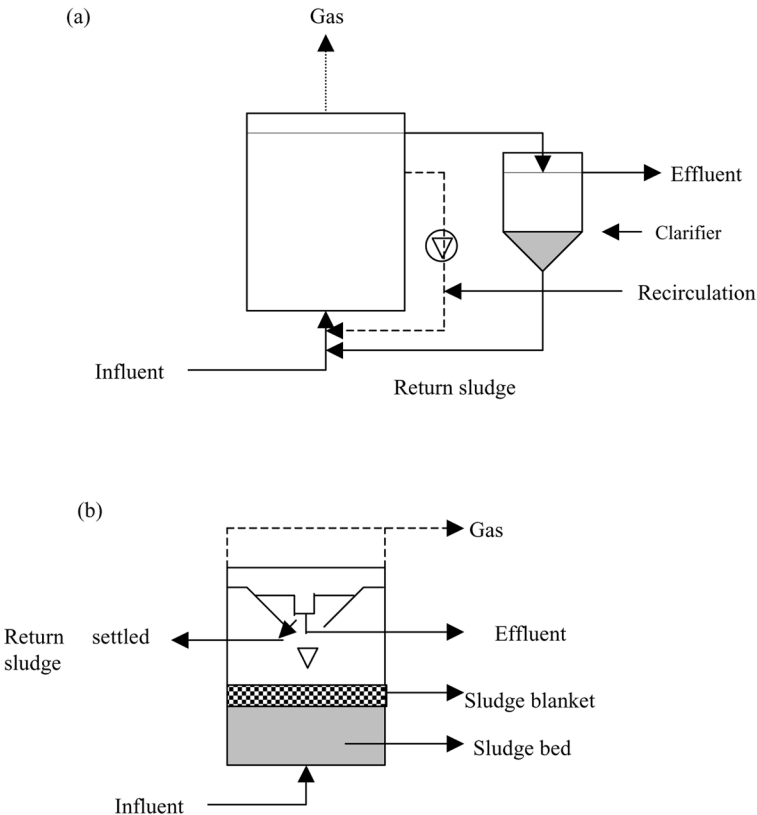 (a)
Gas
Effluent
Clarifier
Recirculation
Influent
Return sludge
(b)
Gas
Return settled
sludge
Effluent
Sludge blanket
Sludge bed
Influent